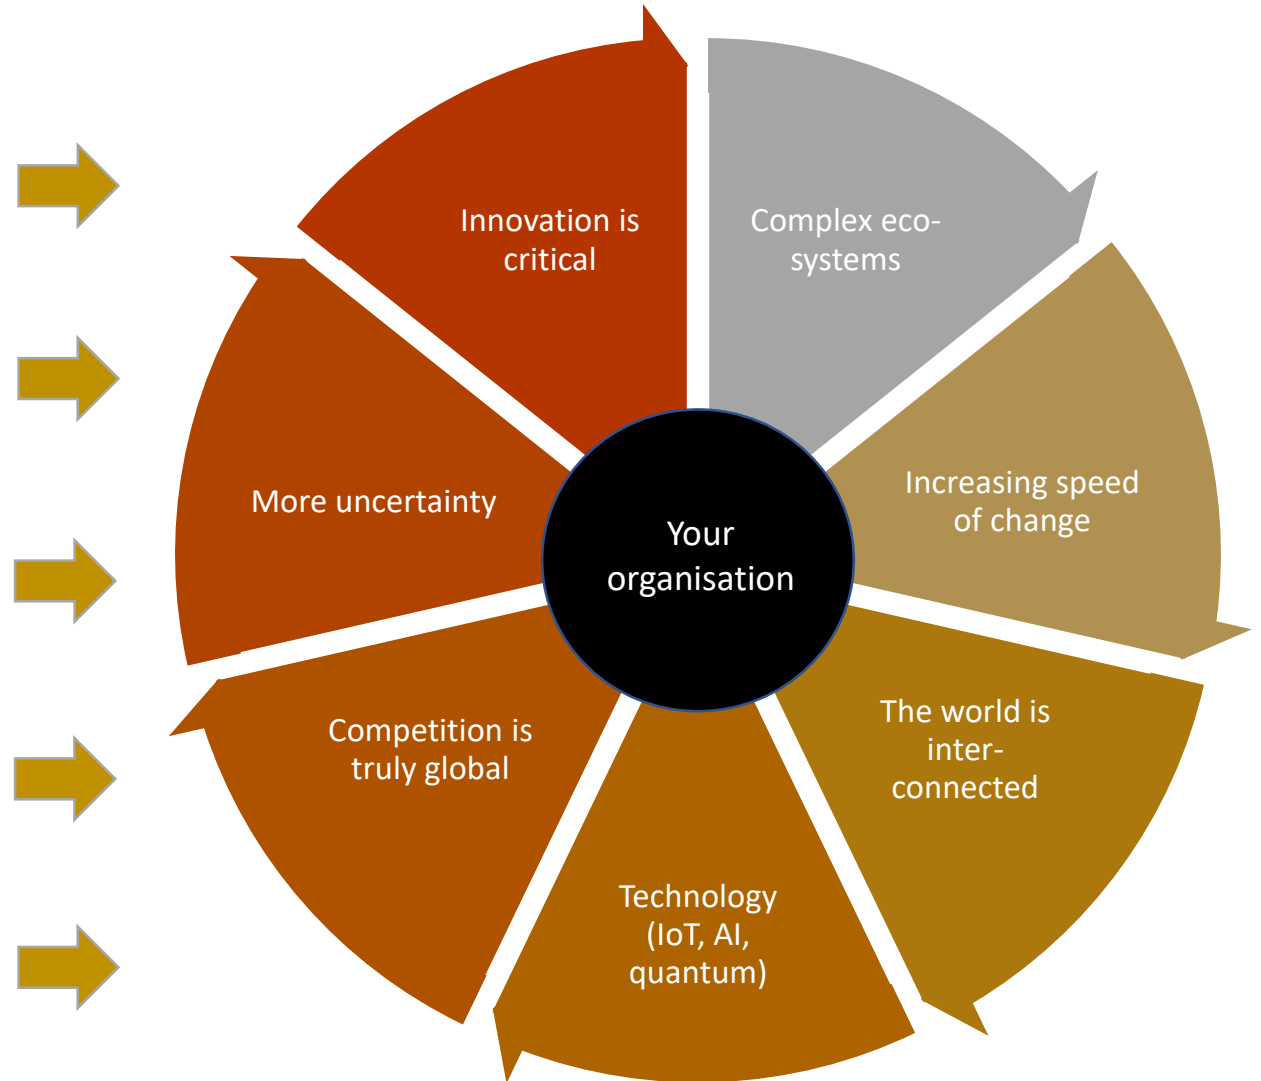 Innovation is
critical
Complex eco-
systems
Increasing speed
of change
The world is
inter-
connected
Technology
(IoT, AI,
quantum)
Competition is
truly global
More uncertainty
Your
organisation